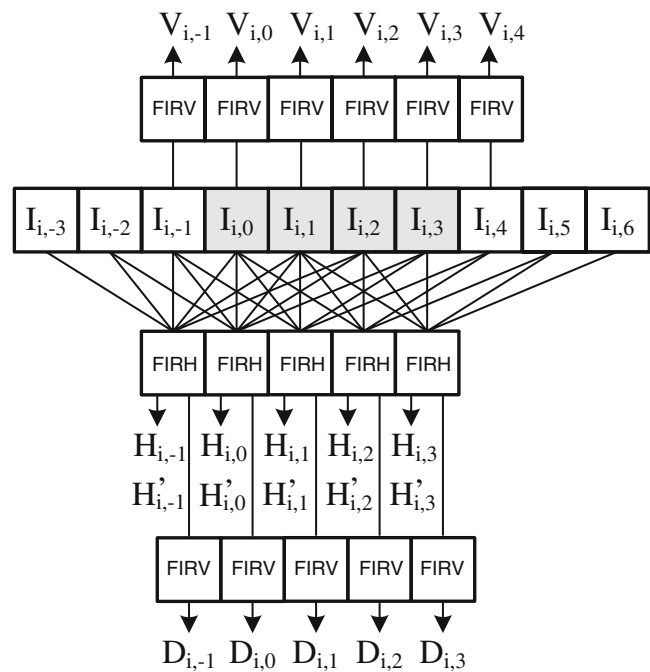 V_{i,-1} V_{i,0} V_{i,1} V_{i,2} V_{i,3} V_{i,4}
FIRV FIRV FIRV FIRV FIRV FIRV
I_{i,-3} I_{i,-2} I_{i,-1} I_{i,0} I_{i,1} I_{i,2} I_{i,3} I_{i,4} I_{i,5} I_{i,6}
FIRH FIRH FIRH FIRH FIRH
H_{i,-1} H_{i,0} H_{i,1} H_{i,2} H_{i,3}
H'_{i,-1} H'_{i,0} H'_{i,1} H'_{i,2} H'_{i,3}
FIRV FIRV FIRV FIRV FIRV
D_{i,-1} D_{i,0} D_{i,1} D_{i,2} D_{i,3}